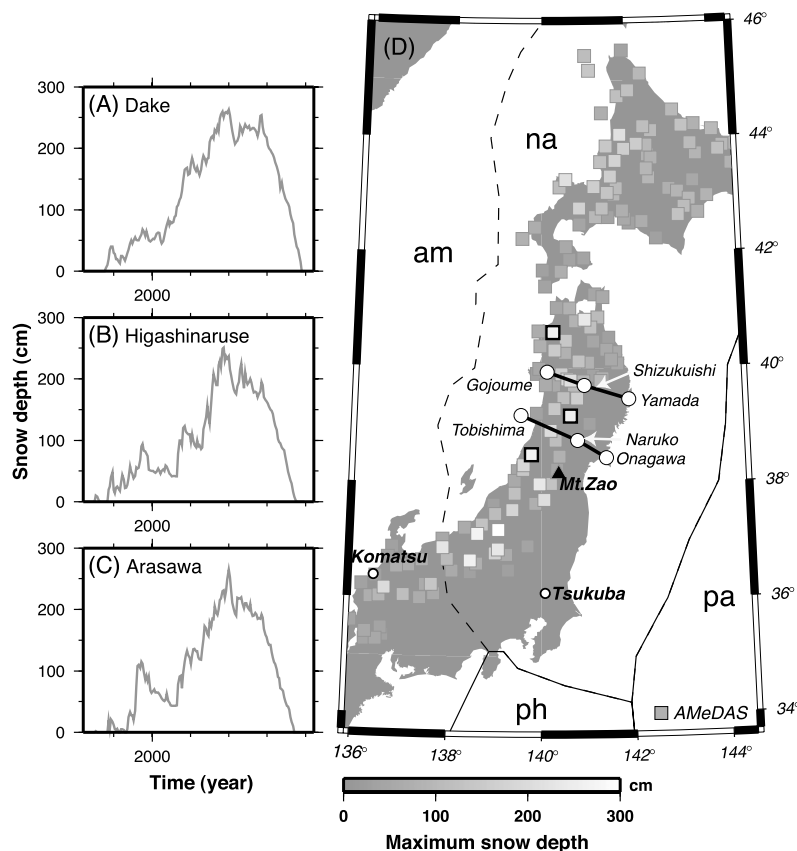 (A) Dake
300
200
100
0
2000
(B) Higashinaruse
300
200
100
0
2000
(C) Arasawa
300
200
100
0
2000
Snow depth (cm)
Time (year)
(D)
46°
44°
42°
40°
38°
36°
34°
136°
138°
140°
142°
144°
na
am
Gojoume
Shizukuishi
Yamada
Tobishima
Naruko
Onagawa
Mt.Zao
Komatsu
Tsukuba
pa
ph
AMeDAS
cm
0
100
200
300
Maximum snow depth